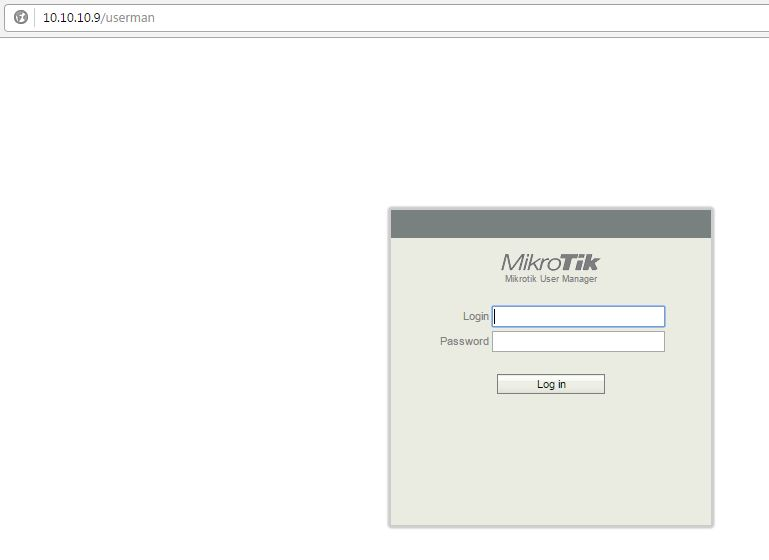 10.10.10.9/userman
MikroTik
Mikrotik User Manager
Login
Password
Log in